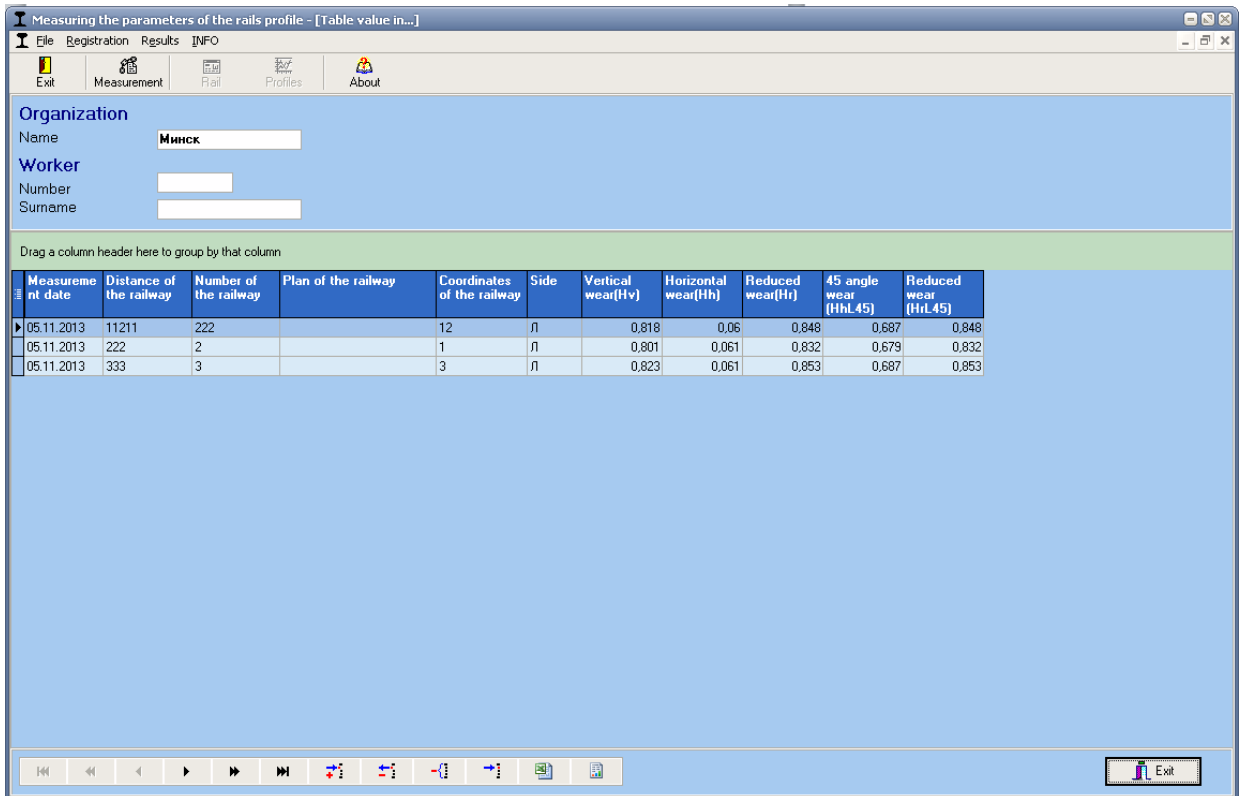 Measuring the parameters of the rails profile - [Table value in...]
File Registration Results INFO
Exit Measurement Rail Profiles About
Organization
Name Минск
Worker
Number
Surname
Drag a column header here to group by that column
Measureme Distance of Number of Plan of the railway Coordinates Side Vertical Horizontal Reduced 45 angle Reduced
nt date the railway the railway of the railway wear(Hv) wear(Hh) wear(Hr) wear wear
(HhL45) (HrL45)
05.11.2013 11211 222 12 Л 0,818 0,06 0,848 0,687 0,848
05.11.2013 222 2 1 Л 0,801 0,061 0,832 0,679 0,832
05.11.2013 333 3 3 Л 0,823 0,061 0,853 0,687 0,853
Exit